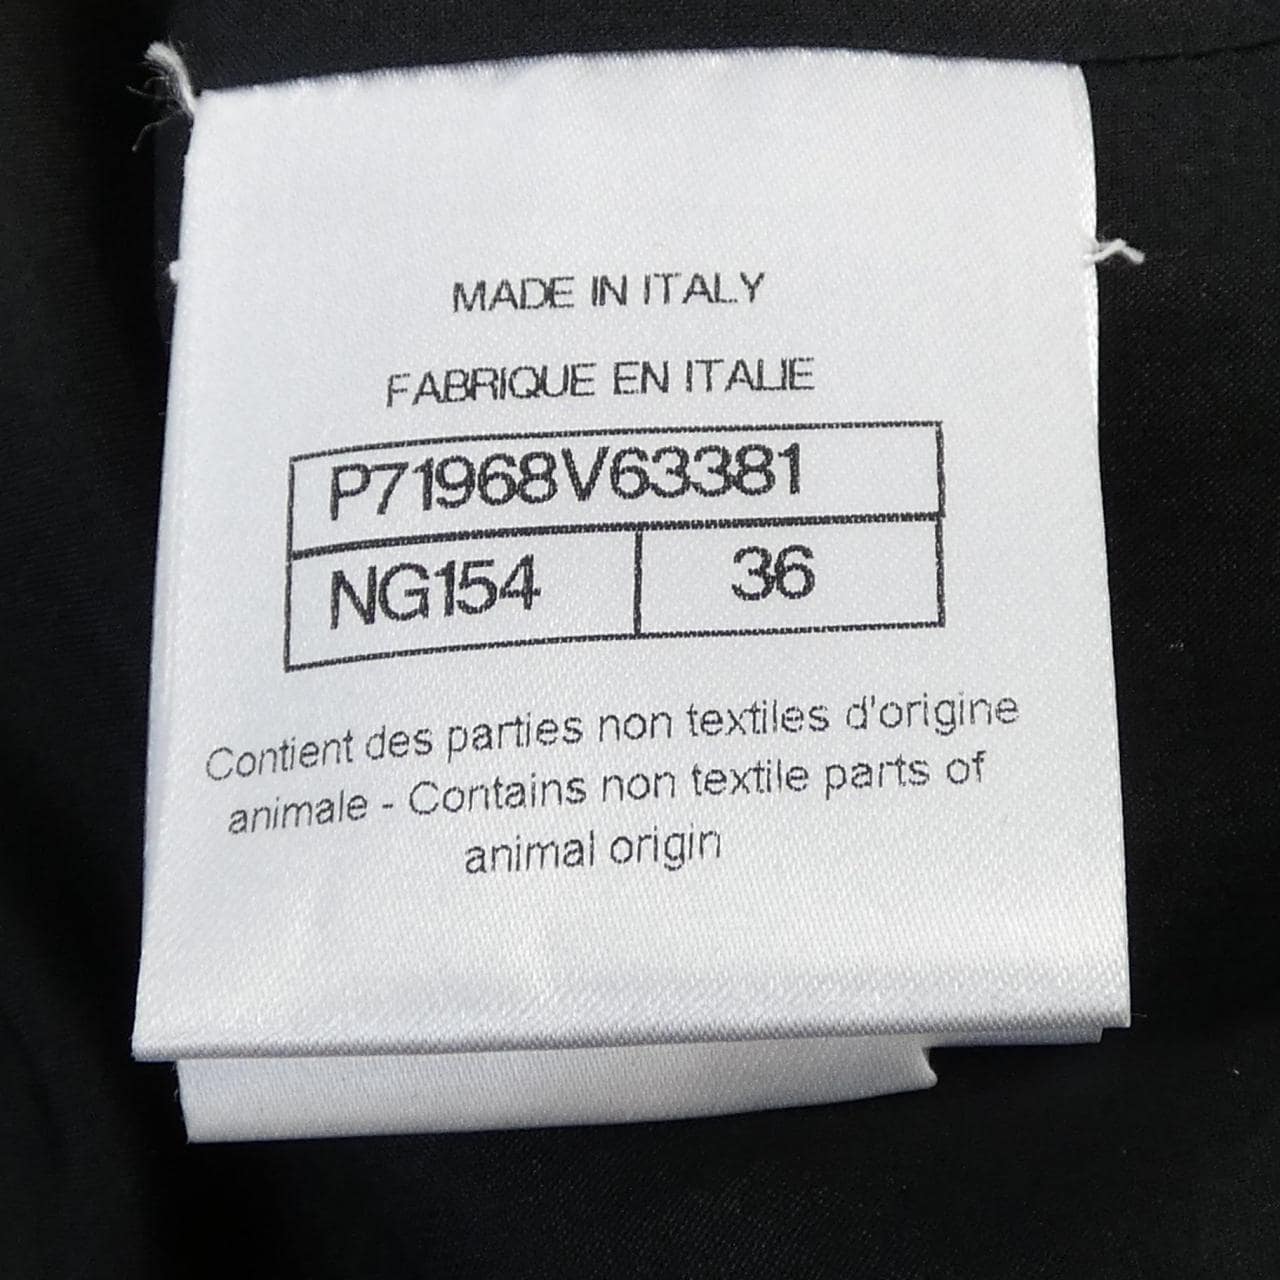 MADE IN ITALY
FABRIQUE EN ITALIE
P71968V63381
NG154 36
Contient des parties non textiles d'origine
animale - Contains non textile parts of
animal origin